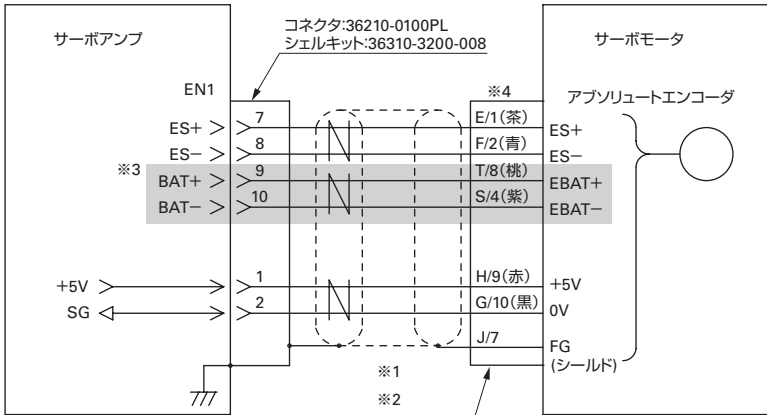 コネクタ:36210-0100PL
シェルキット:36310-3200-008
サーボアンプ
サーボモータ
EN1
※4
アブソリュートエンコーダ
ES+ 7 E/1(茶) ES+
ES− 8 F/2(青) ES−
※3
BAT+ 9 T/8(桃) EBAT+
BAT− 10 S/4(紫) EBAT−
+5V 1 H/9(赤) +5V
SG 2 G/10(黒) 0V
J/7 FG
(シールド)
※1
※2